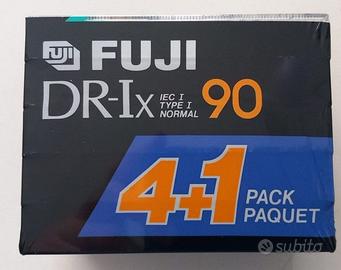 FUJI FUJI
DR-Ix IEC I 90
TYPE I
NORMAL
4+1 PACK
PAQUET
subito